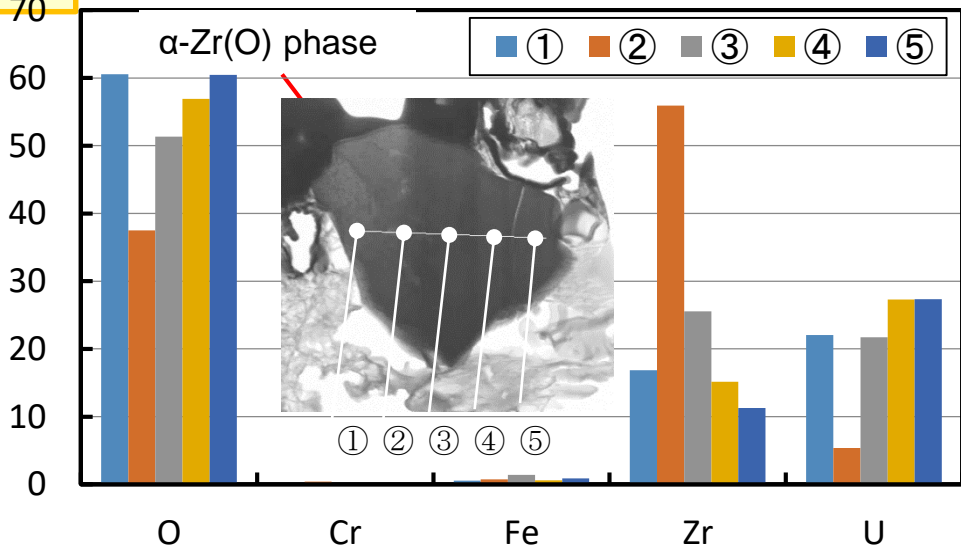 70
α-Zr(O) phase
① ② ③ ④ ⑤
60
50
40
30
20
10
0
① ② ③ ④ ⑤
O Cr Fe Zr U